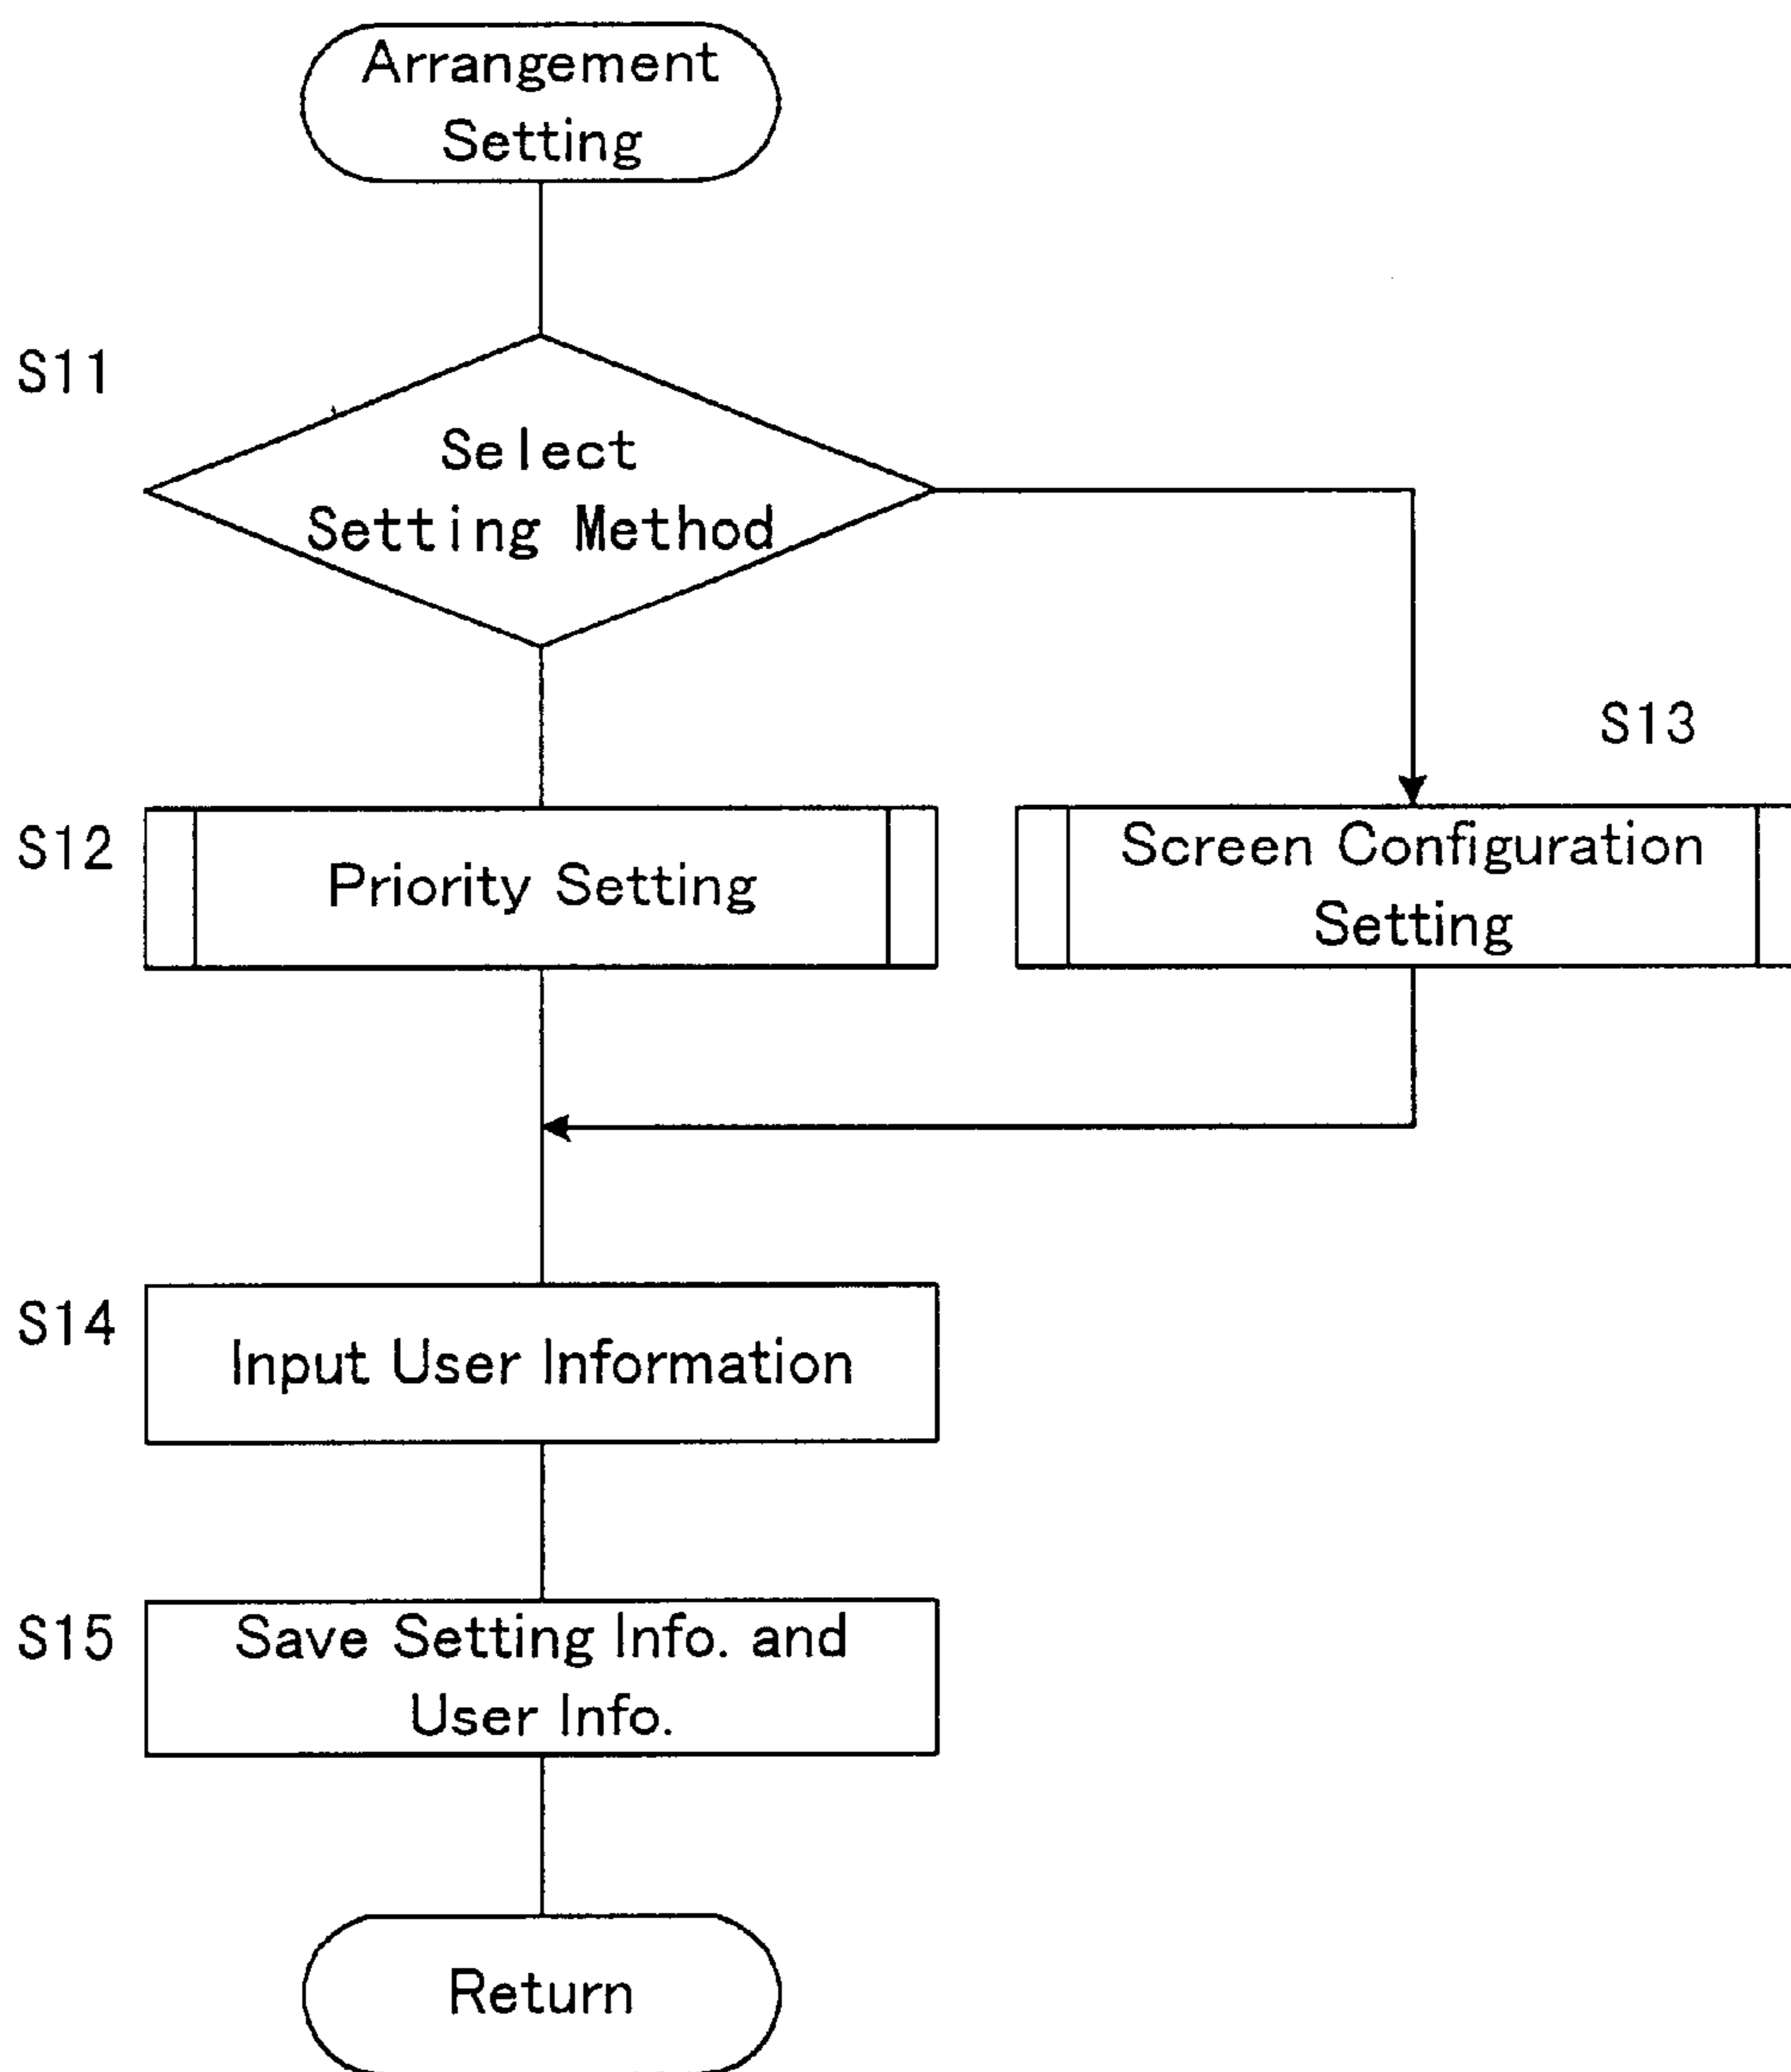 Arrangement
Setting
S11
Select
Setting Method
S13
S12
Priority Setting
Screen Configuration
Setting
S14
Input User Information
S15
Save Setting Info. and
User Info.
Return